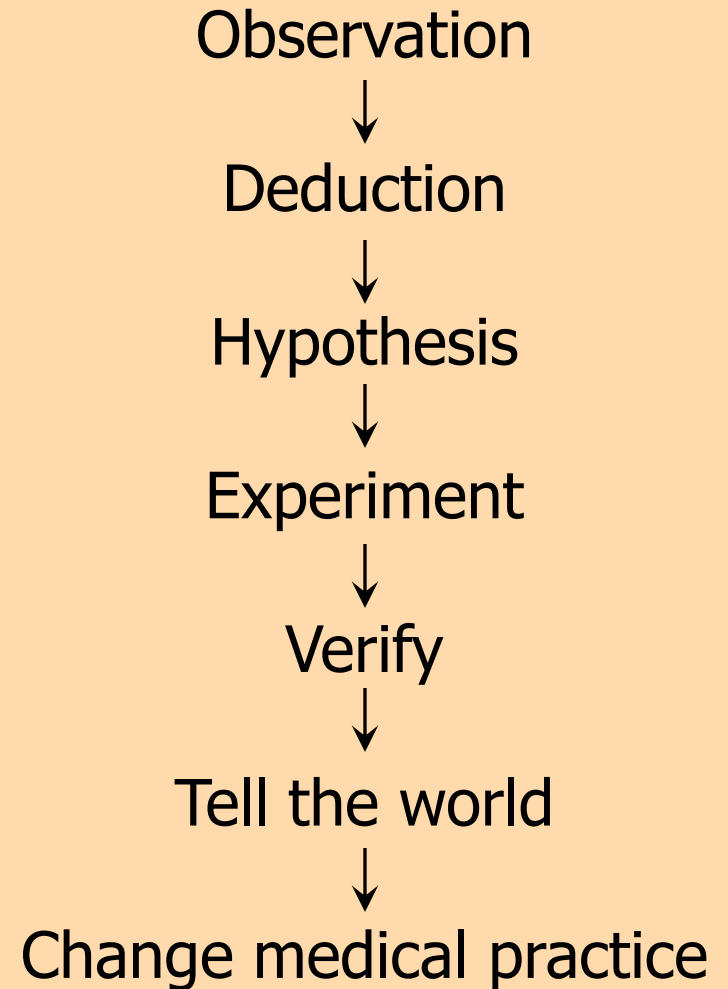 Observation
Deduction
Hypothesis
Experiment
Verify
Tell the world
Change medical practice